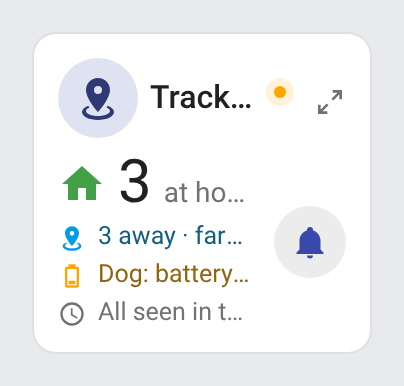 Track...
3 at ho...
3 away · far...
Dog: battery...
All seen in t...